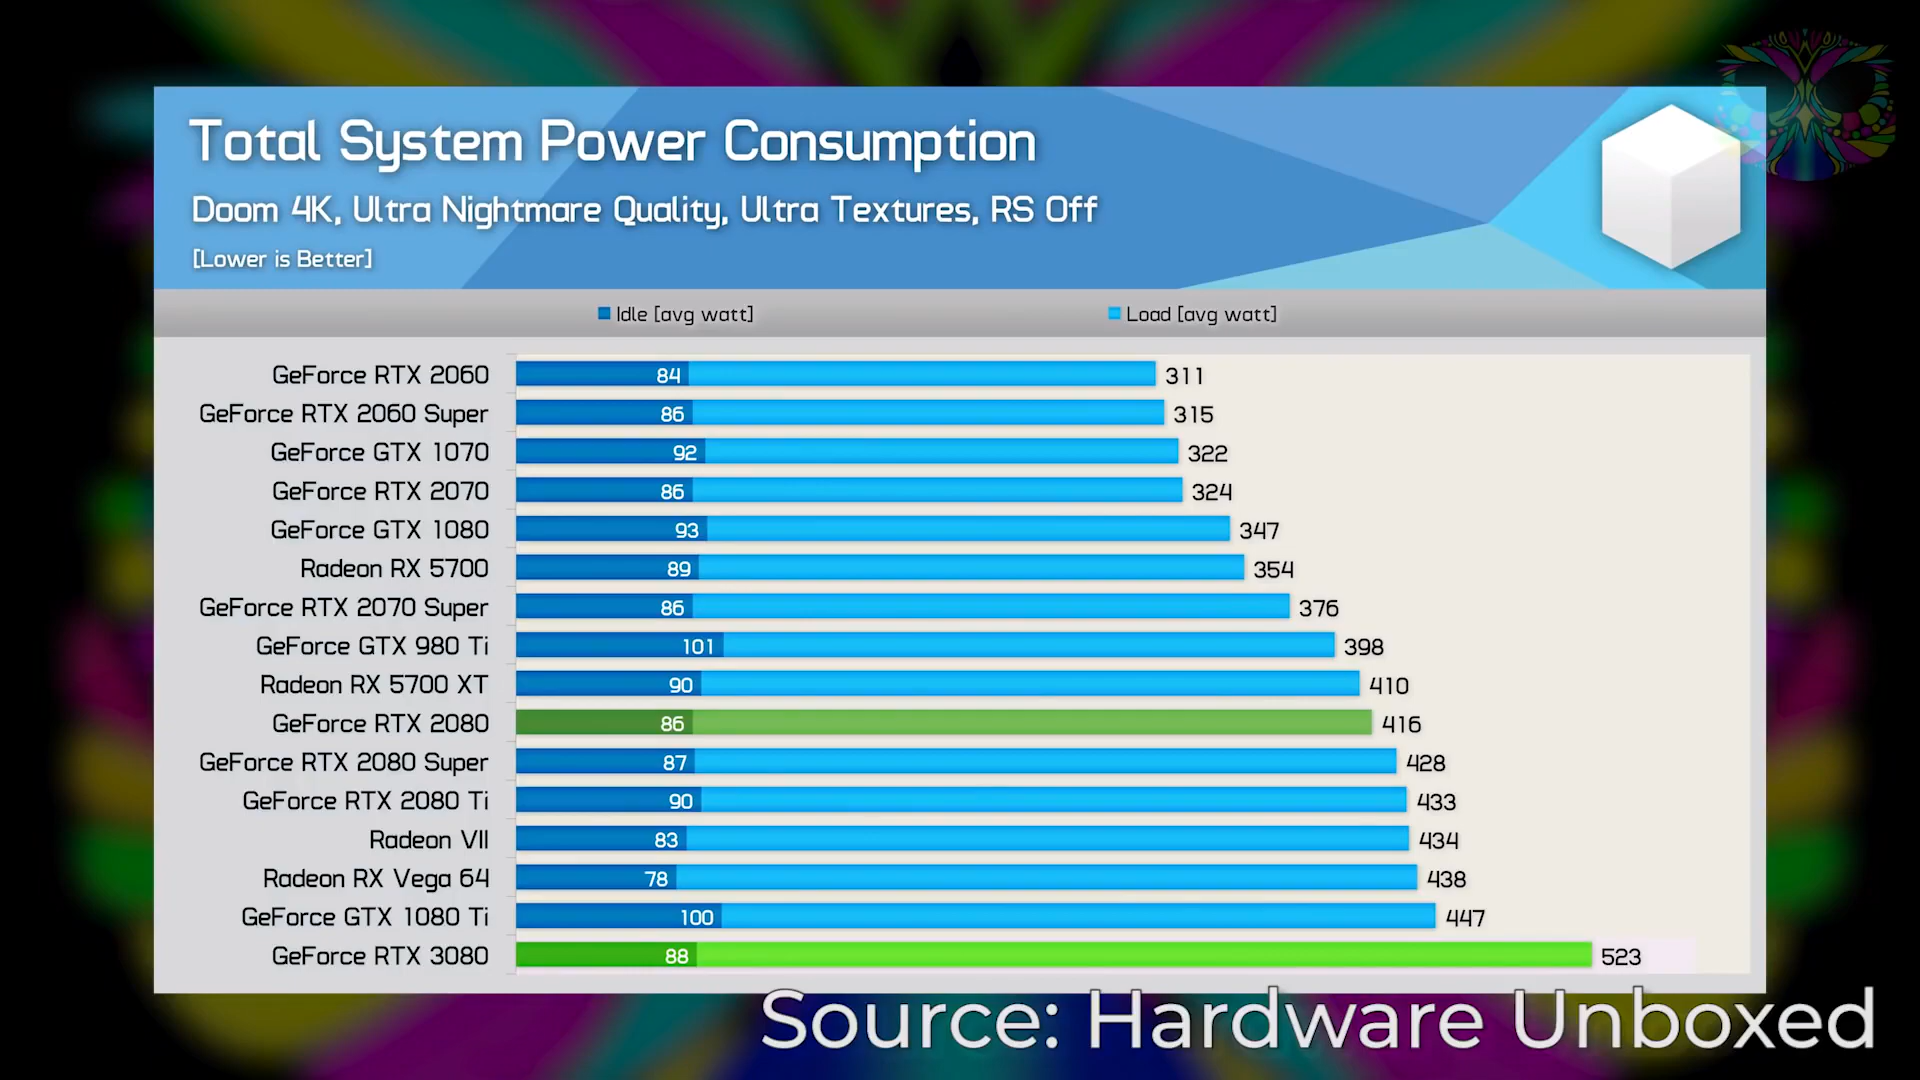 Total System Power Consumption
Doom 4K, Ultra Nightmare Quality, Ultra Textures, RS Off
[Lower is Better]
Idle [avg watt] Load [avg watt]
GeForce RTX 2060 84 311
GeForce RTX 2060 Super 86 315
GeForce GTX 1070 92 322
GeForce RTX 2070 86 324
GeForce GTX 1080 93 347
Radeon RX 5700 89 354
GeForce RTX 2070 Super 86 376
GeForce GTX 980 Ti 101 398
Radeon RX 5700 XT 90 410
GeForce RTX 2080 86 416
GeForce RTX 2080 Super 87 428
GeForce RTX 2080 Ti 90 433
Radeon VII 83 434
Radeon RX Vega 64 78 438
GeForce GTX 1080 Ti 100 447
GeForce RTX 3080 88 523
Source: Hardware Unboxed